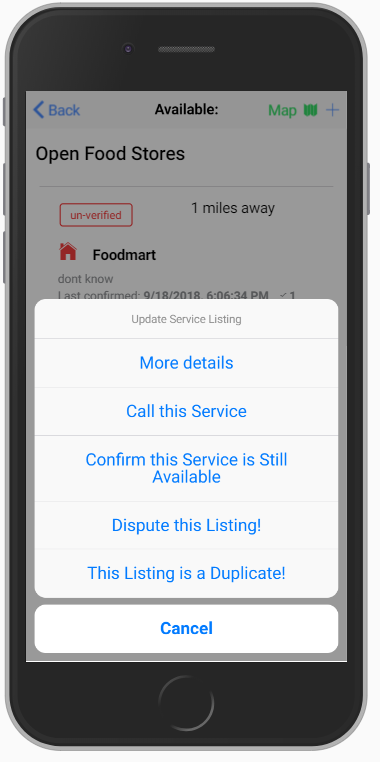 Back
Available:
Map
Open Food Stores
un-verified
1 miles away
Foodmart
dont know
Last confirmed: 9/18/2018, 6:06:34 PM ✓ 1
Update Service Listing
More details
Call this Service
Confirm this Service is Still
Available
Dispute this Listing!
This Listing is a Duplicate!
Cancel